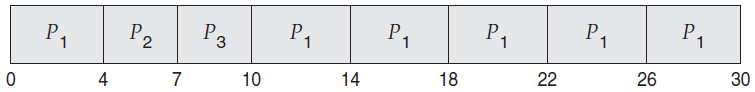 P₁ P₂ P₃ P₁ P₁ P₁ P₁ P₁
0 4 7 10 14 18 22 26 30